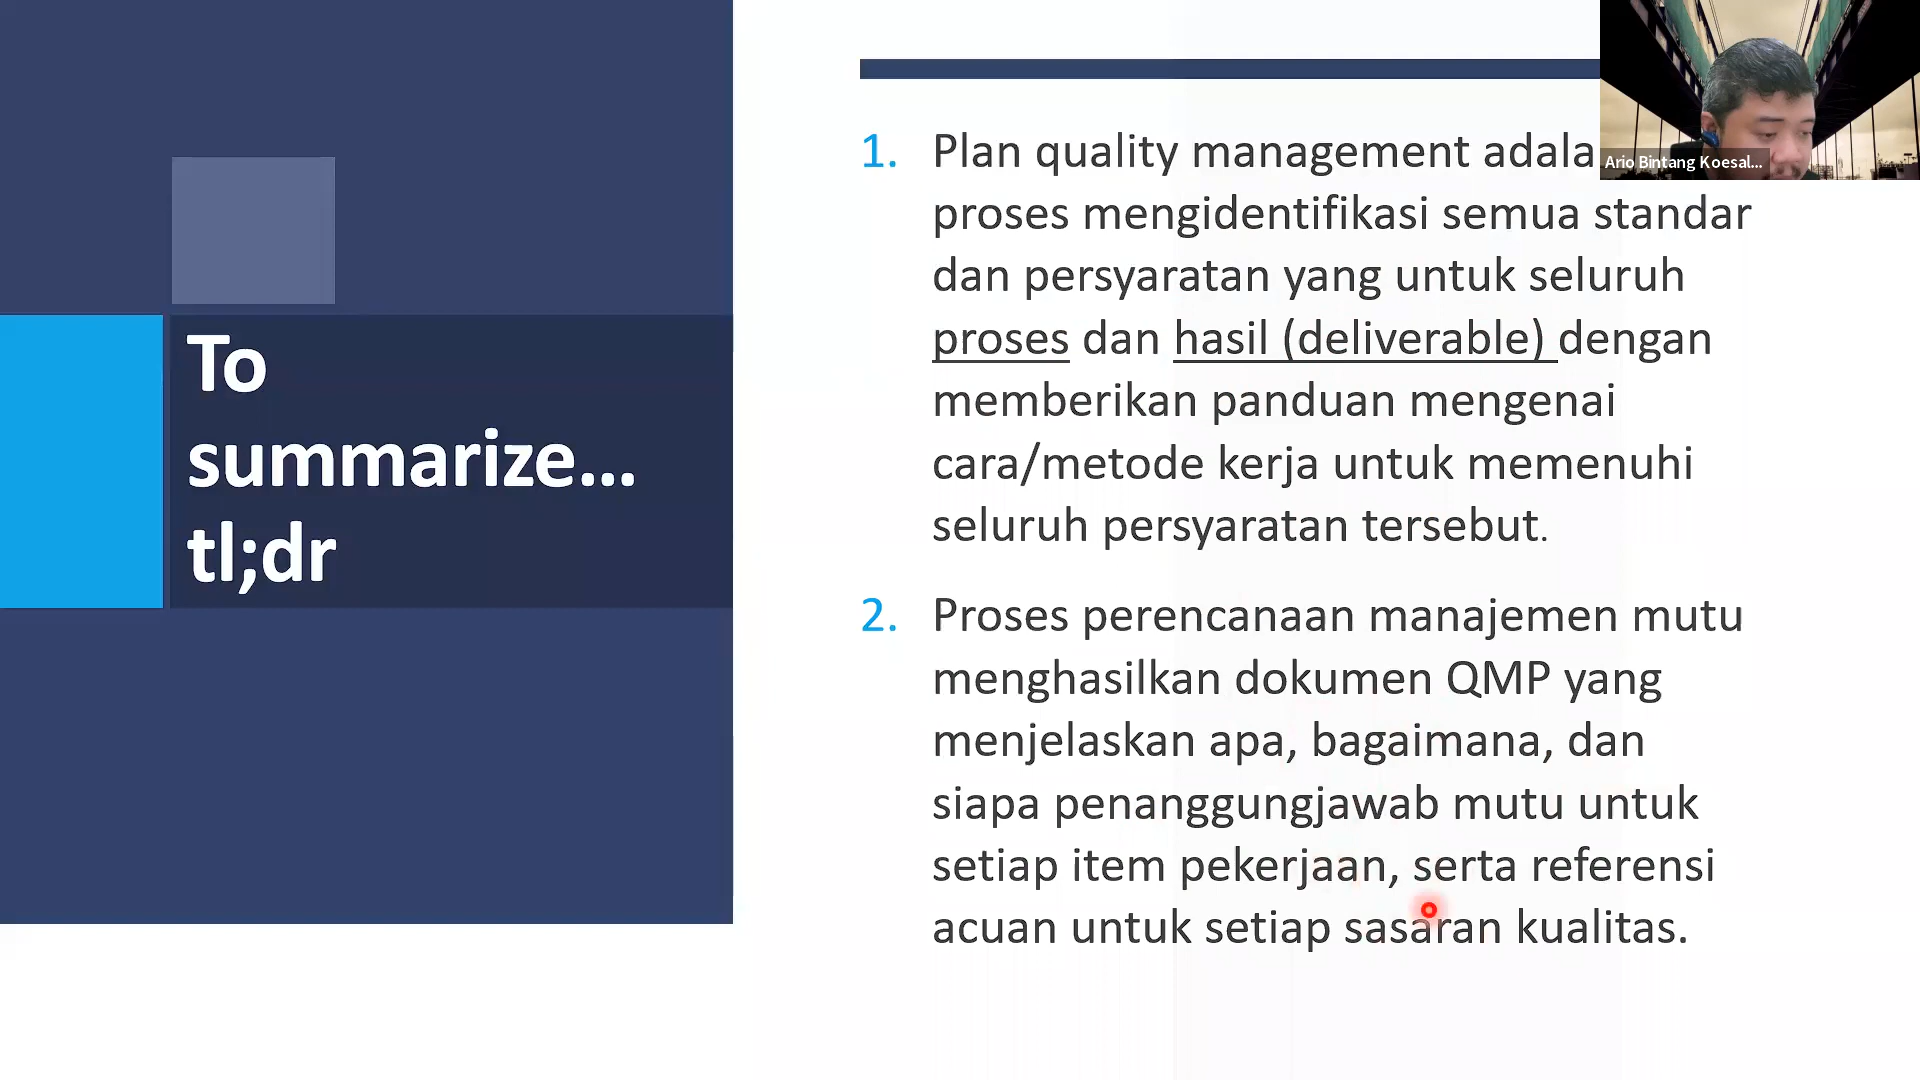 To
summarize...
tl;dr
1. Plan quality management adala
proses mengidentifikasi semua standar
dan persyaratan yang untuk seluruh
proses dan hasil (deliverable) dengan
memberikan panduan mengenai
cara/metode kerja untuk memenuhi
seluruh persyaratan tersebut.
2. Proses perencanaan manajemen mutu
menghasilkan dokumen QMP yang
menjelaskan apa, bagaimana, dan
siapa penanggungjawab mutu untuk
setiap item pekerjaan, serta referensi
acuan untuk setiap sasaran kualitas.
Ario Bintang Koesal...